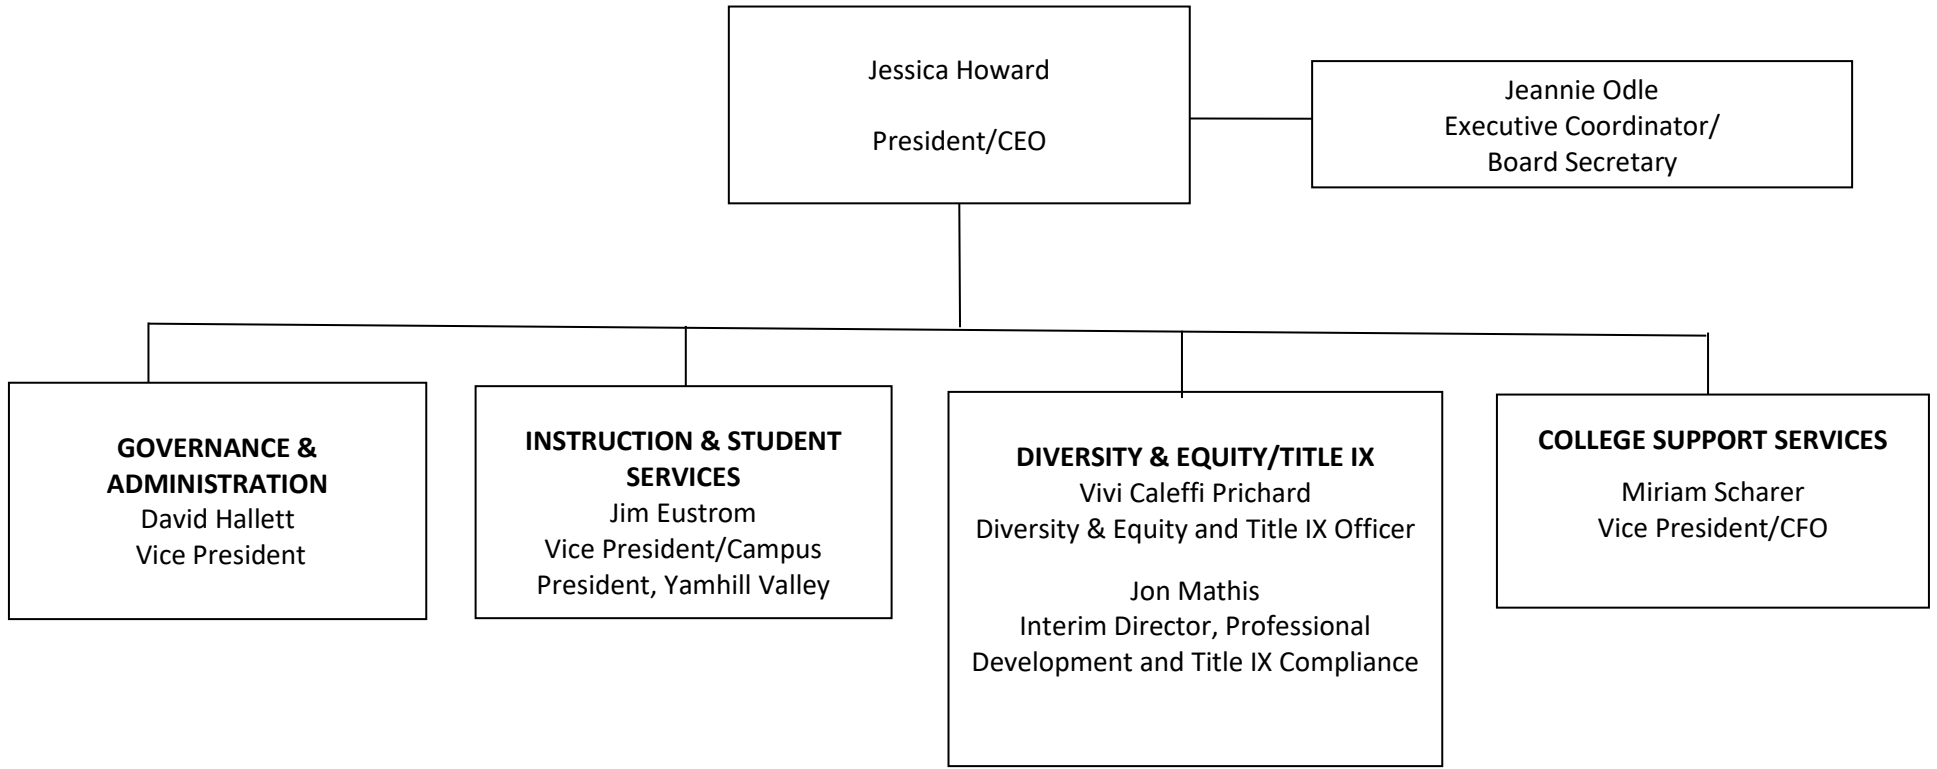 Jessica Howard
President/CEO
Jeannie Odle
Executive Coordinator/
Board Secretary
GOVERNANCE &
ADMINISTRATION
David Hallett
Vice President
INSTRUCTION & STUDENT
SERVICES
Jim Eustrom
Vice President/Campus
President, Yamhill Valley
DIVERSITY & EQUITY/TITLE IX
Vivi Caleffi Prichard
Diversity & Equity and Title IX Officer
Jon Mathis
Interim Director, Professional
Development and Title IX Compliance
COLLEGE SUPPORT SERVICES
Miriam Scharer
Vice President/CFO